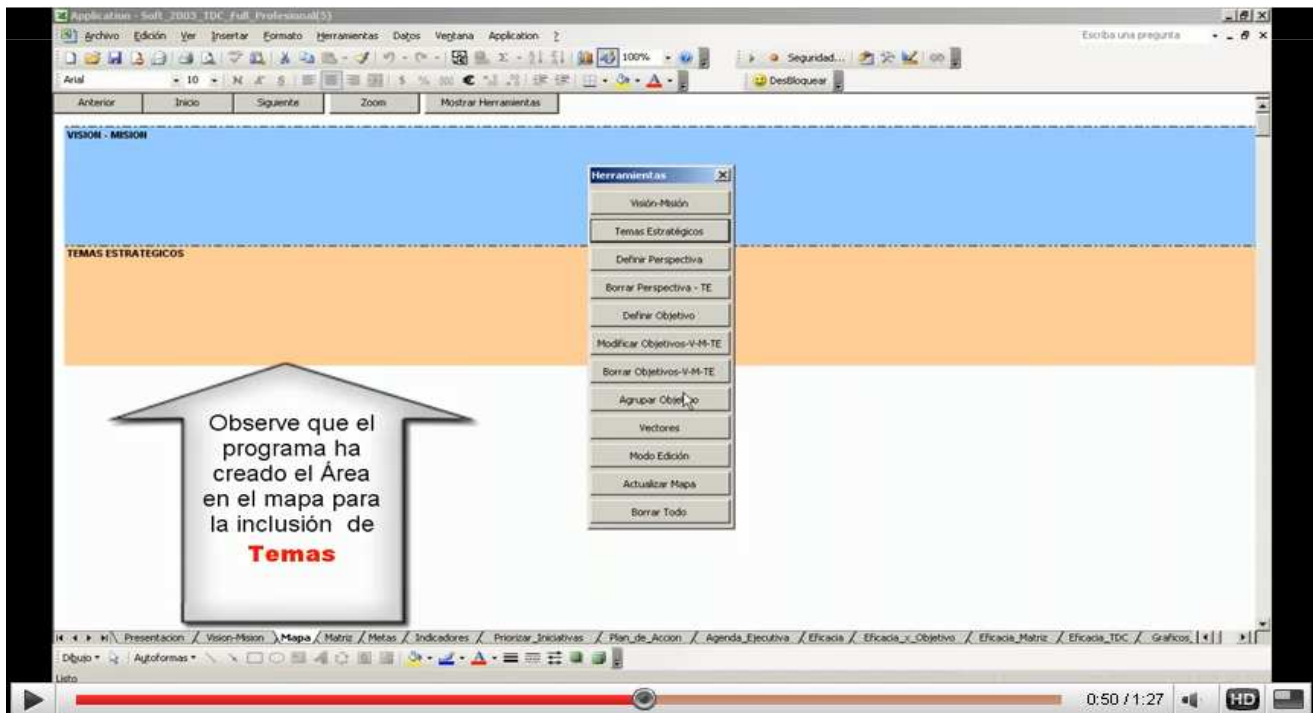 Application - Soft_2003_TDC_Full_Profesional(5)
Archivo Edición Ver Insertar Formato Herramientas Datos Ventana Application ?
Escriba una pregunta
100%
Seguridad...
Arial 10 N K S
DesBloquear
Anterior Inicio Siguiente Zoom Mostrar Herramientas
VISION - MISION
Herramientas
Visión-Misión
Temas Estratégicos
TEMAS ESTRATEGICOS
Definir Perspectiva
Borrar Perspectiva - TE
Definir Objetivo
Modificar Objetivos-V-M-TE
Borrar Objetivos-V-M-TE
Agrupar Objetivo
Vectores
Modo Edición
Actualizar Mapa
Borrar Todo
Observe que el
programa ha
creado el Área
en el mapa para
la inclusión de
Temas
Presentacion Vision-Mision Mapa Matriz Metas Indicadores Priorizar_Iniciativas Plan_de_Accion Agenda_Ejecutiva Eficacia Eficacia_x_Objetivo Eficacia_Matriz Eficacia_TDC Graficos_
Dibujo Autoformas
Listo
0:50 / 1:27 HD